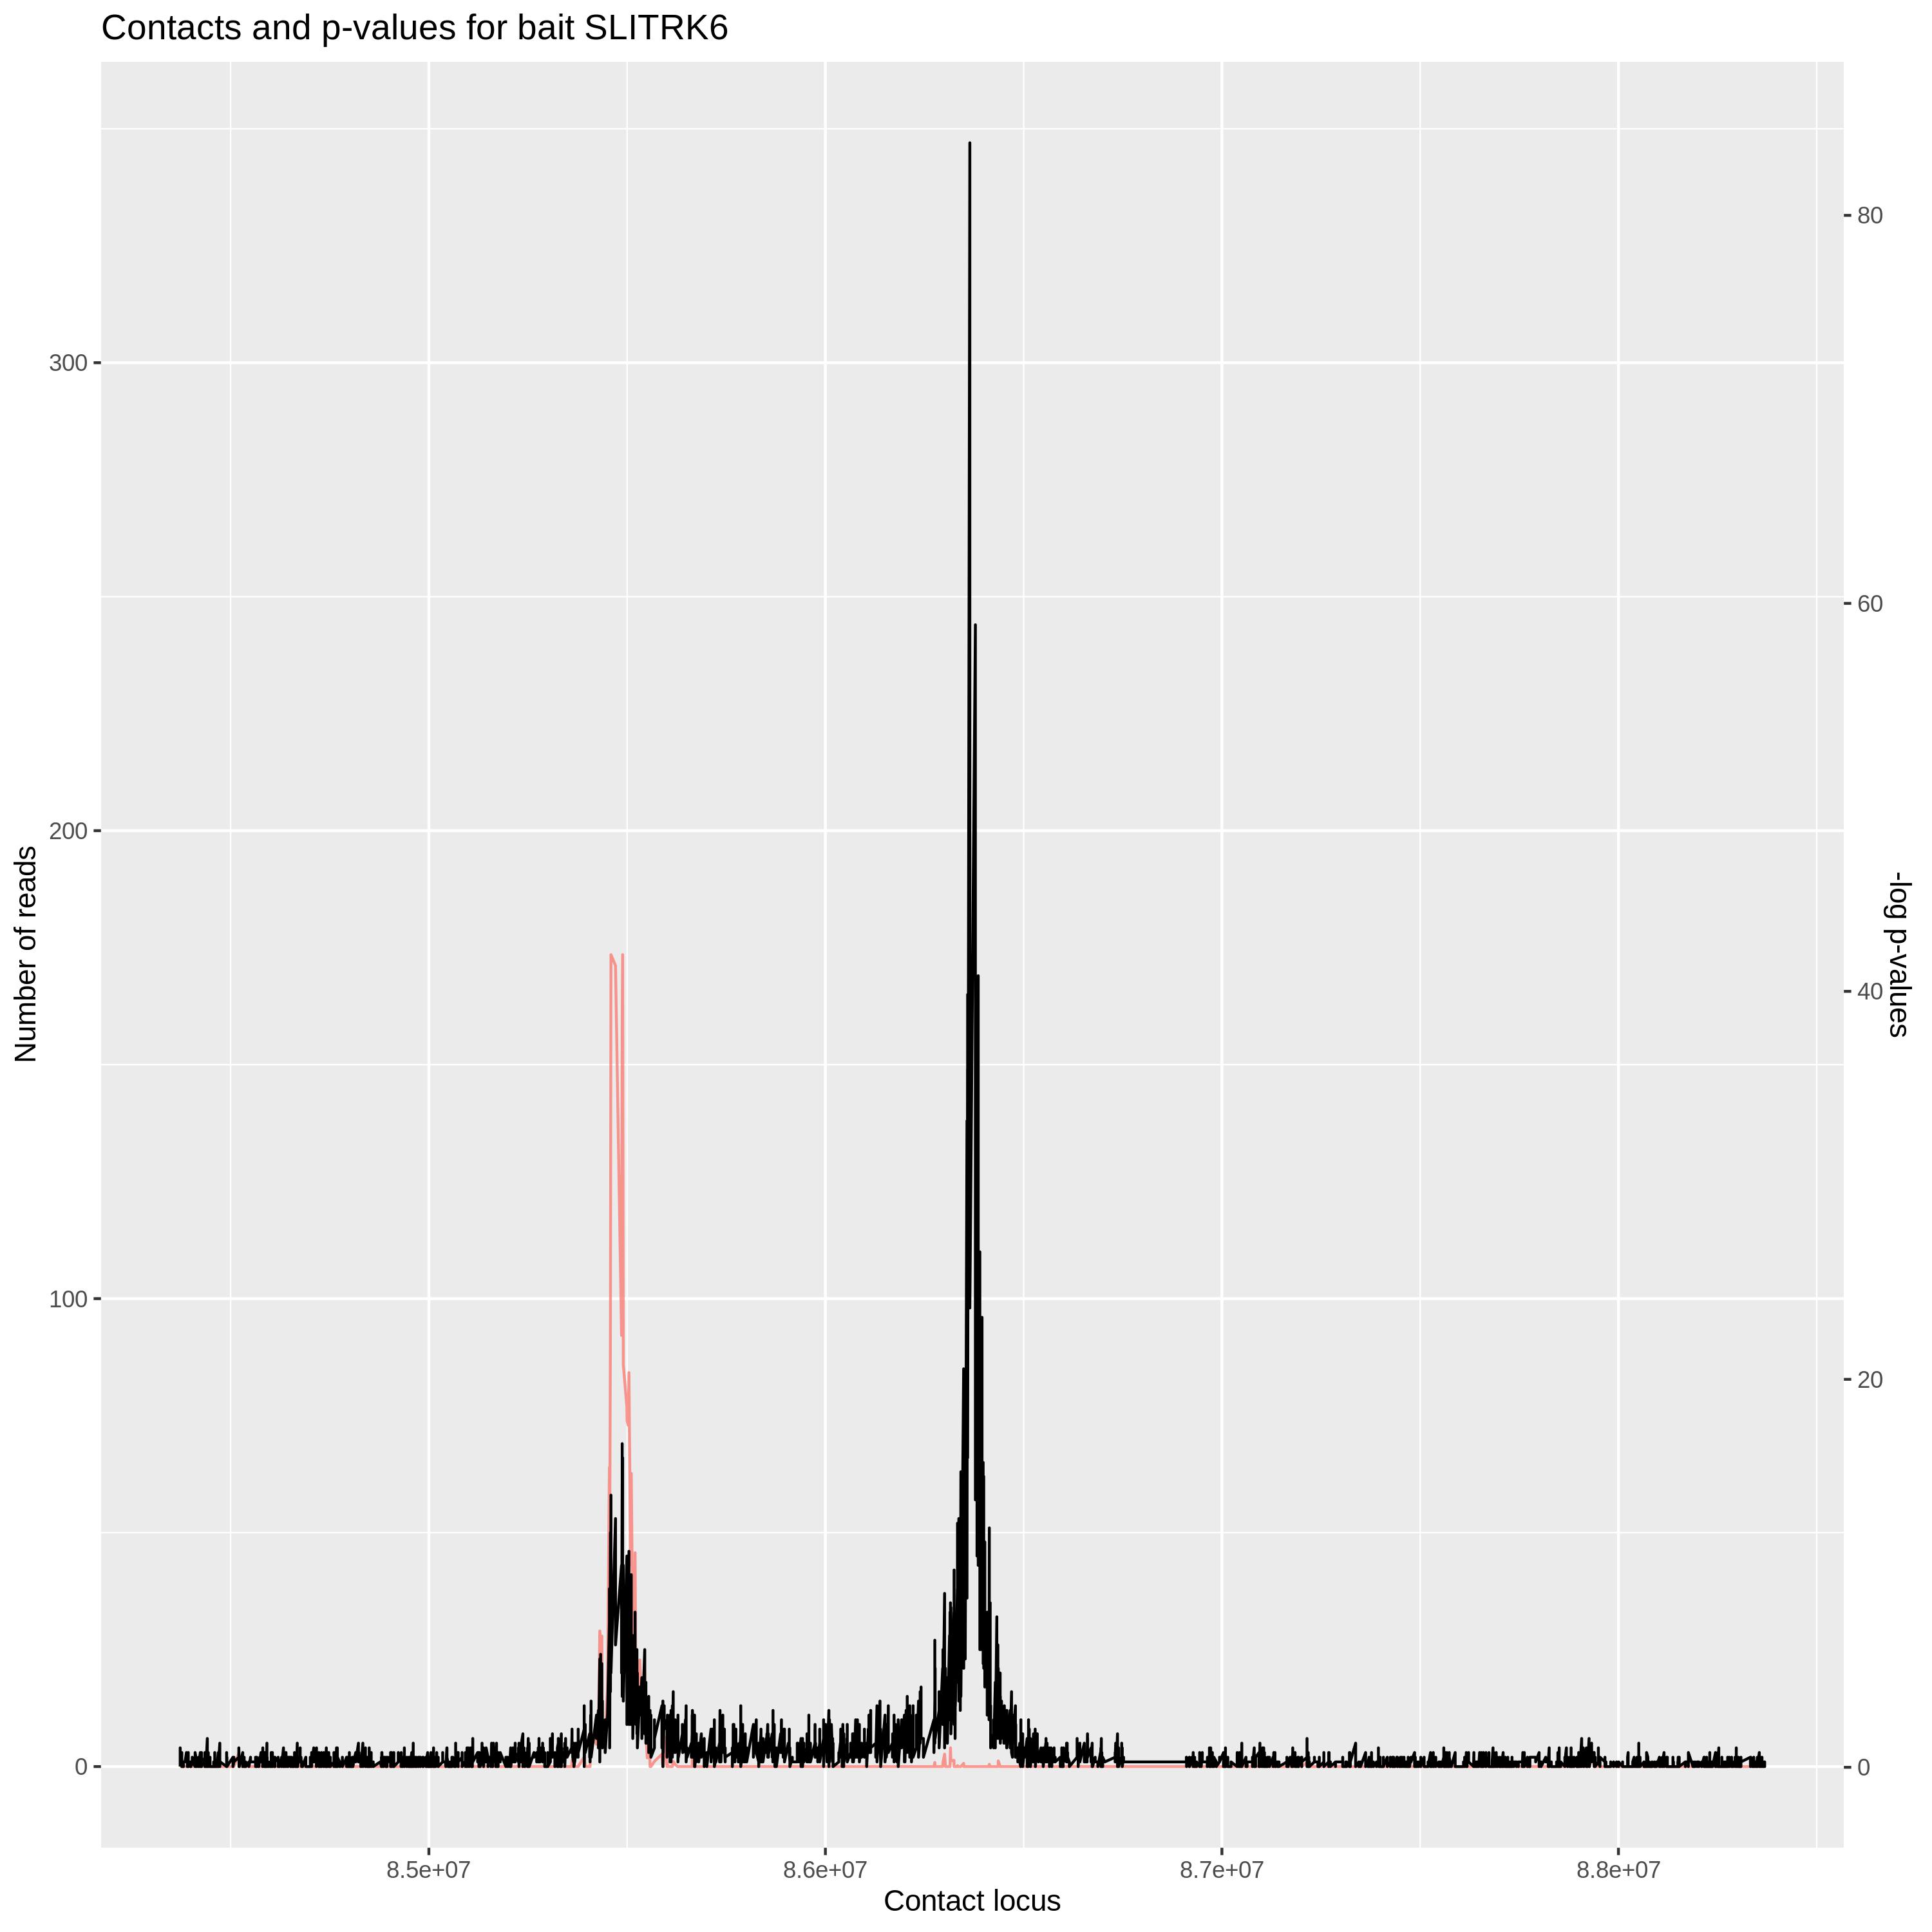 Contacts and p-values for bait SLITRK6
300
200
100
0
Number of reads
80
60
40
20
0
-log p-values
8.5e+07 8.6e+07 8.7e+07 8.8e+07
Contact locus